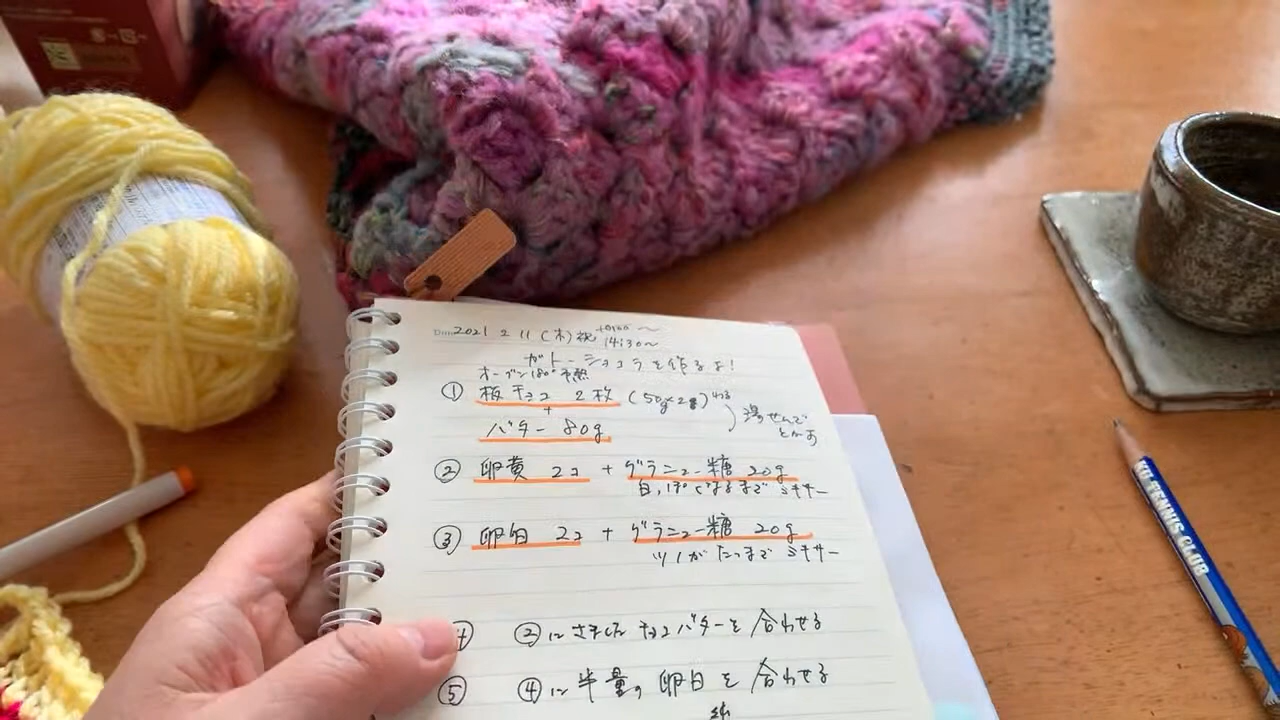 2021 2 11 (木) 祝
14:30〜
ガトーショコラを作るよ!
オーブン180°予熱
① 板チョコ 2枚 (50g×2
+
バター 80g
湯せんで
とかす
② 卵黄 2コ + グラニュー糖 20g
白っぽくなるまで ミキサー
③ 卵白 2コ + グラニュー糖 20g
ツノがたつまで ミキサー
② に さました チョコバターを 合わせる
⑤ ④に 半量の 卵白を 合わせる
TENNIS CLUB